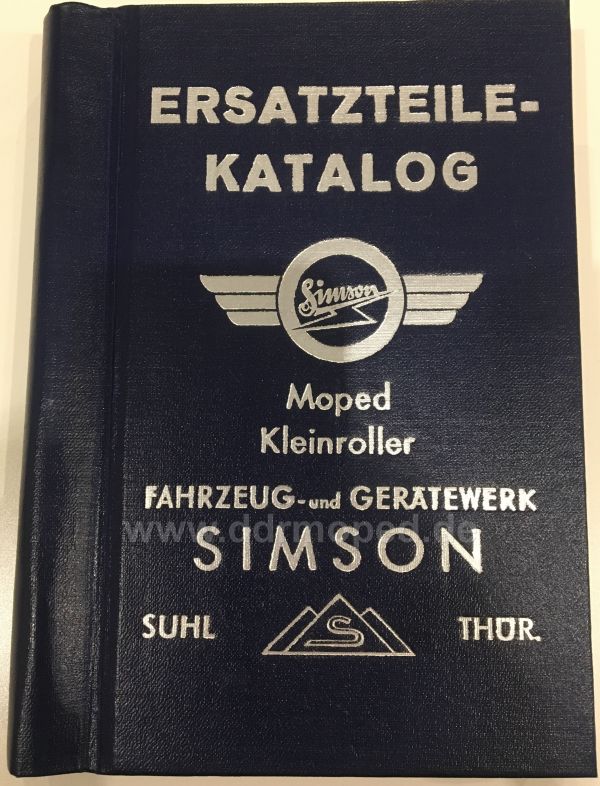 ERSATZTEILE-
KATALOG
Simson
Moped
Kleinroller
FAHRZEUG- und GERÄTEWERK
www.ddrmoped.de
SIMSON
SUHL S THÜR.